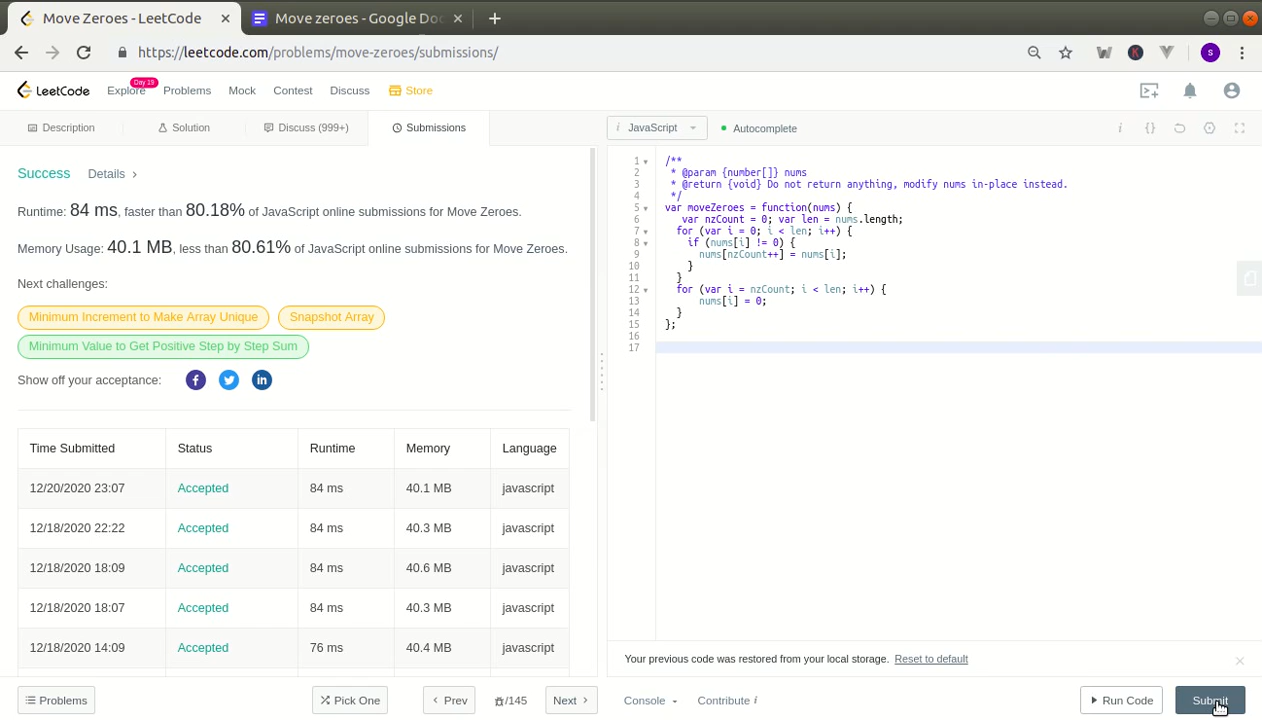 Move Zeroes - LeetCode
Move zeroes - Google Doc
https://leetcode.com/problems/move-zeroes/submissions/
S
LeetCode
Explore
Day 19
Problems
Mock
Contest
Discuss
Store
Description
Solution
Discuss (999+)
Submissions
i JavaScript
Autocomplete
i {}
Success
Details
Runtime: 84 ms, faster than 80.18% of JavaScript online submissions for Move Zeroes.
Memory Usage: 40.1 MB, less than 80.61% of JavaScript online submissions for Move Zeroes.
Next challenges:
Minimum Increment to Make Array Unique
Snapshot Array
Minimum Value to Get Positive Step by Step Sum
Show off your acceptance:
Time Submitted Status Runtime Memory Language
12/20/2020 23:07 Accepted 84 ms 40.1 MB javascript
12/18/2020 22:22 Accepted 84 ms 40.3 MB javascript
12/18/2020 18:09 Accepted 84 ms 40.6 MB javascript
12/18/2020 18:07 Accepted 84 ms 40.3 MB javascript
12/18/2020 14:09 Accepted 76 ms 40.4 MB javascript
1 /**
2 * @param {number[]} nums
3 * @return {void} Do not return anything, modify nums in-place instead.
4 */
5 var moveZeroes = function(nums) {
6 var nzCount = 0; var len = nums.length;
7 for (var i = 0; i < len; i++) {
8 if (nums[i] != 0) {
9 nums[nzCount++] = nums[i];
10 }
11 }
12 for (var i = nzCount; i < len; i++) {
13 nums[i] = 0;
14 }
15 };
16
17
Your previous code was restored from your local storage. Reset to default
Problems
Pick One
Prev
/145
Next
Console
Contribute i
Run Code
Submit